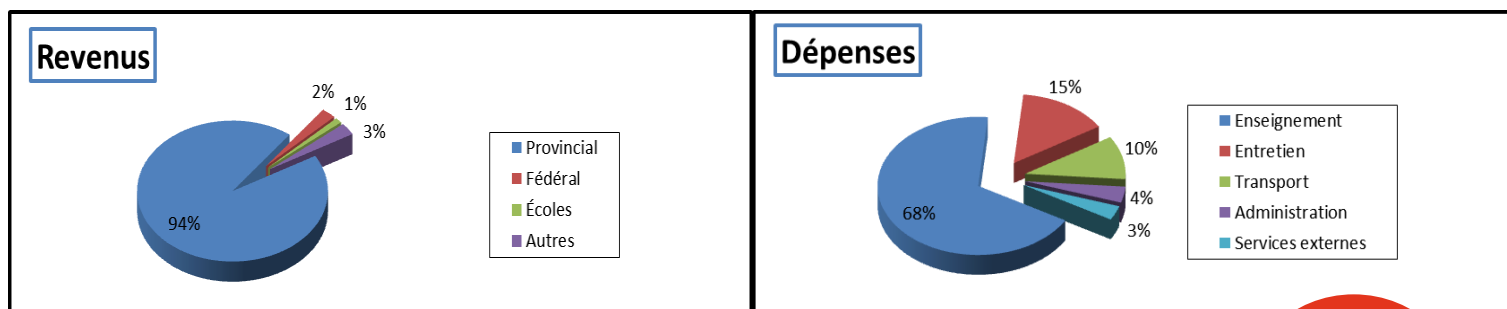 Revenus
2%
1%
3%
94%
Provincial
Fédéral
Écoles
Autres
Dépenses
15%
10%
4%
3%
68%
Enseignement
Entretien
Transport
Administration
Services externes